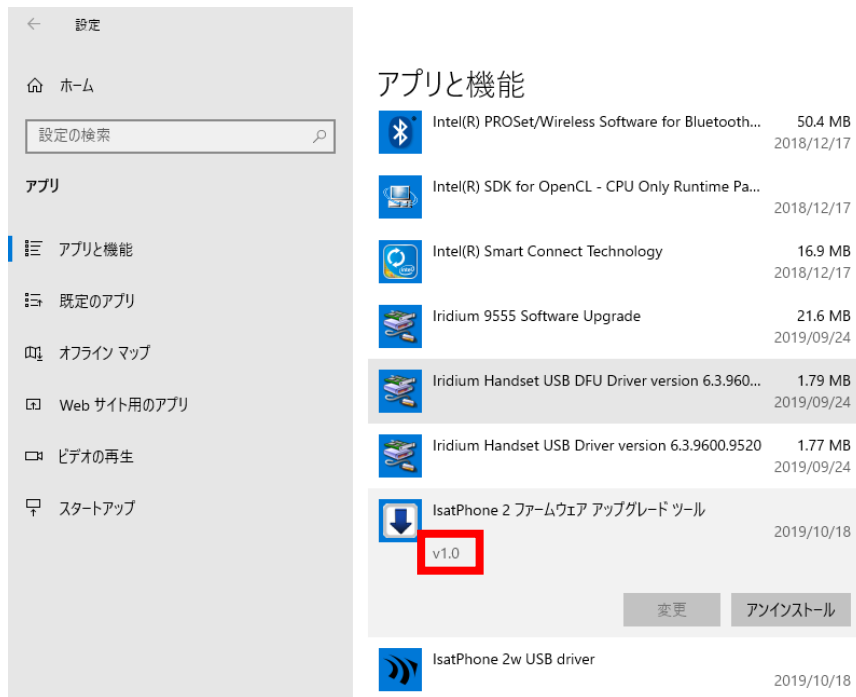 設定
ホーム
設定の検索
アプリ
アプリと機能
既定のアプリ
オフライン マップ
Web サイト用のアプリ
ビデオの再生
スタートアップ
アプリと機能
Intel(R) PROSet/Wireless Software for Bluetooth...
50.4 MB
2018/12/17
Intel(R) SDK for OpenCL - CPU Only Runtime Pa...
2018/12/17
Intel(R) Smart Connect Technology
16.9 MB
2018/12/17
Iridium 9555 Software Upgrade
21.6 MB
2019/09/24
Iridium Handset USB DFU Driver version 6.3.960...
1.79 MB
2019/09/24
Iridium Handset USB Driver version 6.3.9600.9520
1.77 MB
2019/09/24
IsatPhone 2 ファームウェア アップグレード ツール
2019/10/18
v1.0
変更
アンインストール
IsatPhone 2w USB driver
2019/10/18